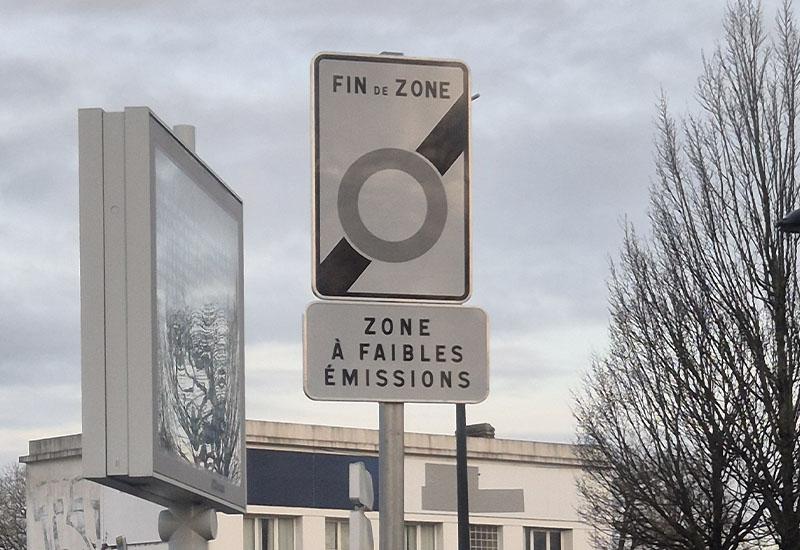 FIN DE ZONE
ZONE
À FAIBLES
ÉMISSIONS